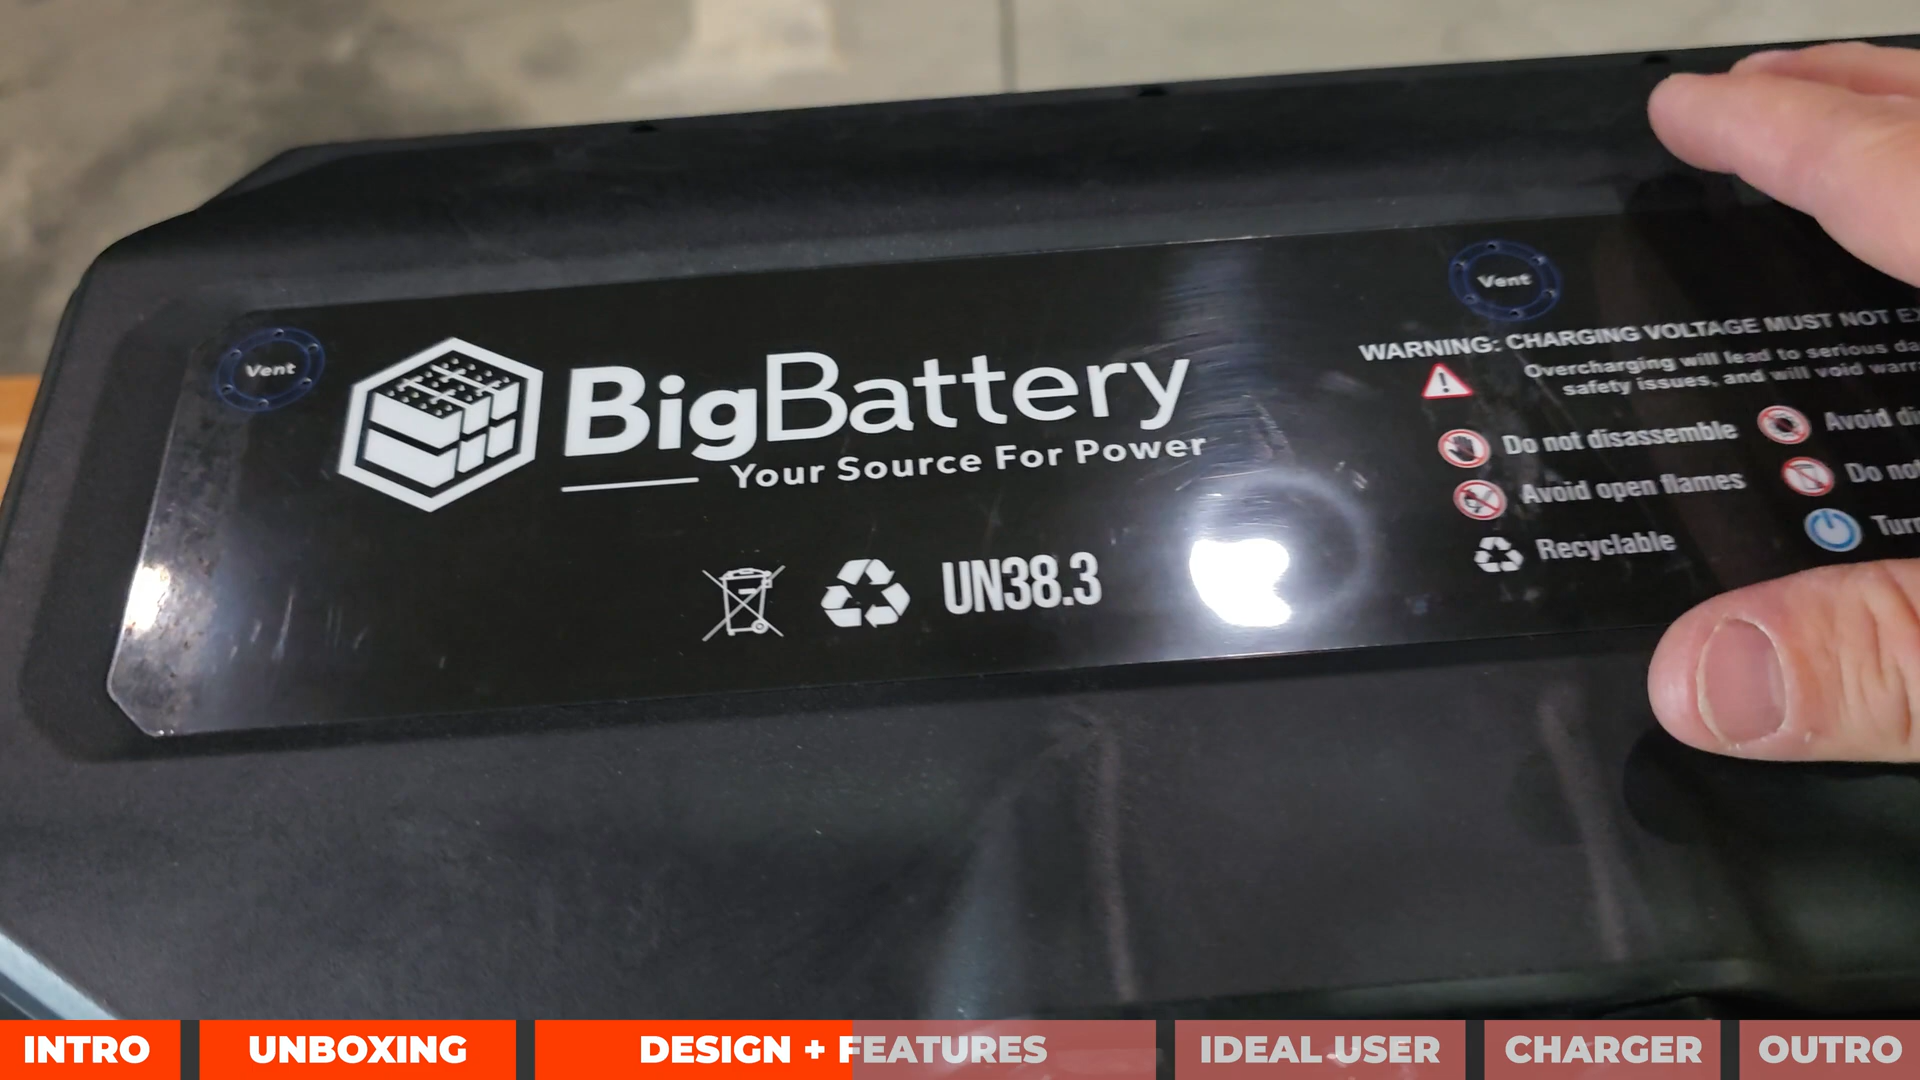 Vent
Vent
BigBattery
Your Source For Power
UN38.3
WARNING: CHARGING VOLTAGE MUST NOT
Overcharging will lead to serious
safety issues, and will void
Do not disassemble
Avoid
Avoid open flames
Do
Recyclable
INTRO
UNBOXING
DESIGN + FEATURES
IDEAL USER
CHARGER
OUTRO